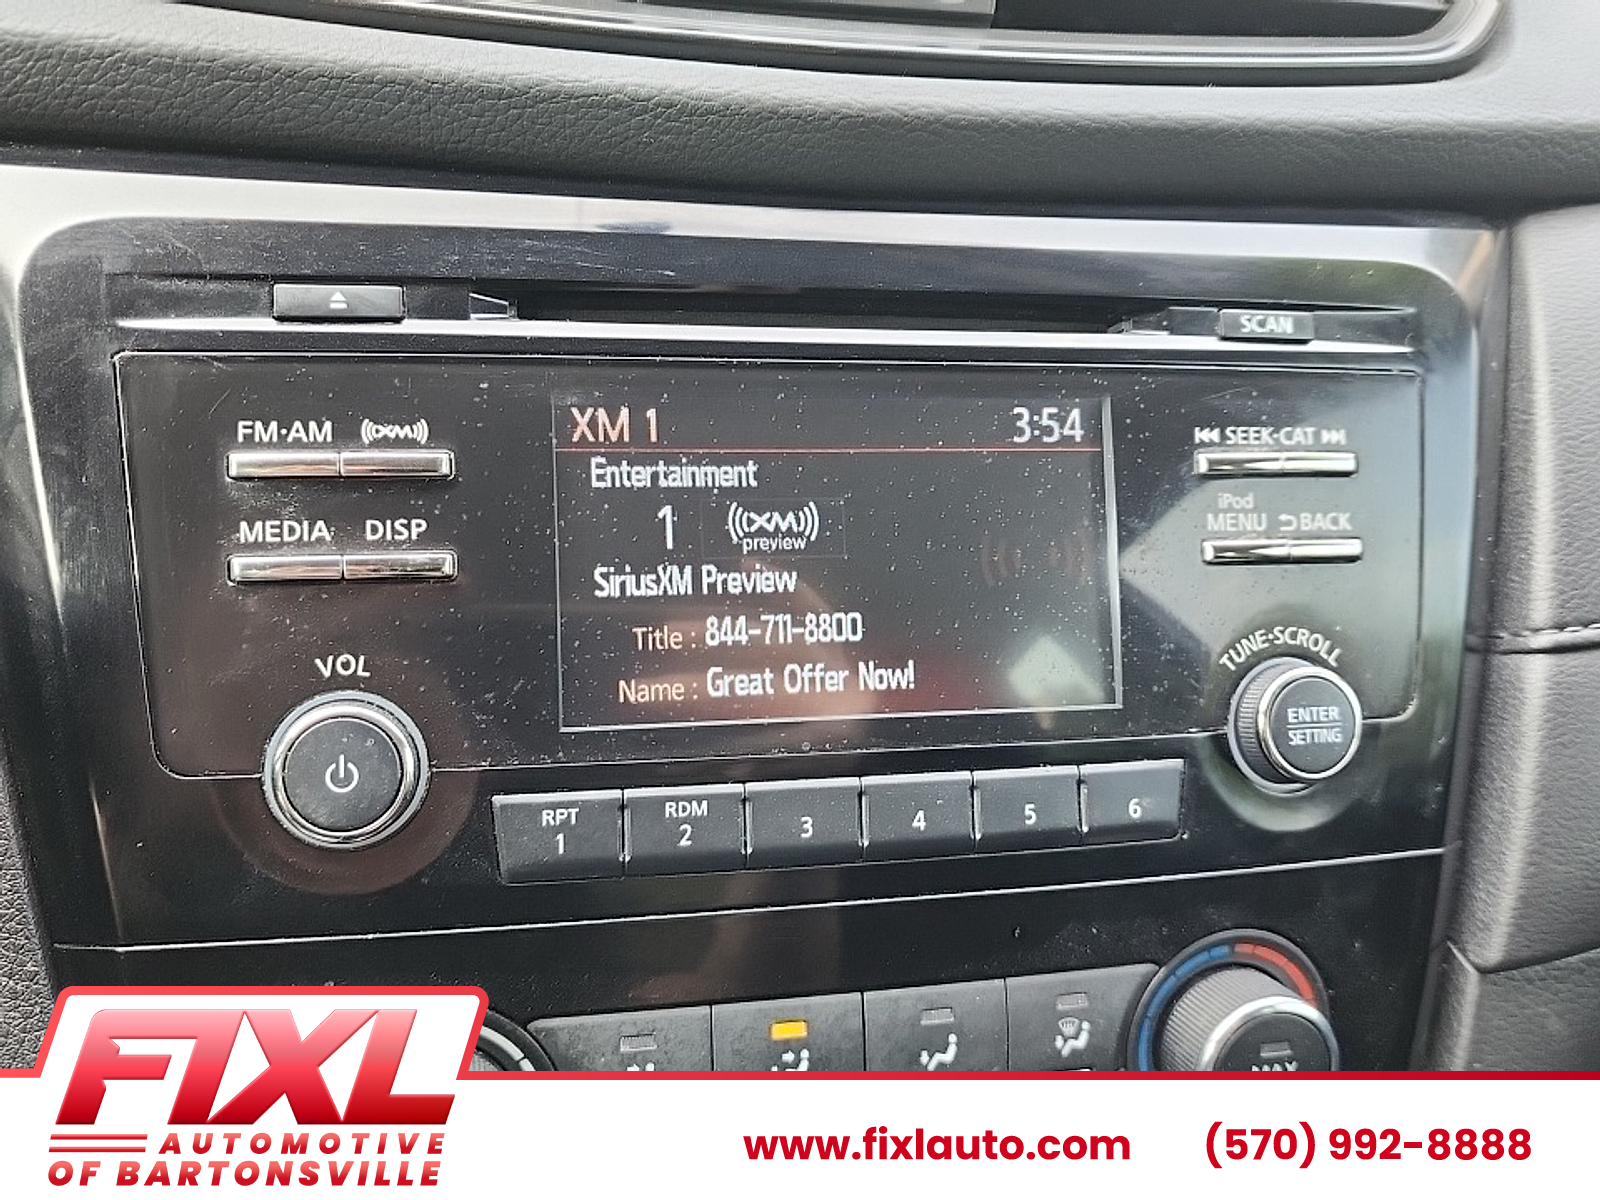 SCAN
FM·AM XM
XM 1 3:54
SEEK·CAT
Entertainment
iPod
MENU BACK
1 XM
preview
MEDIA DISP
SiriusXM Preview
Title : 844-711-8800
Name : Great Offer Now!
VOL
TUNE·SCROLL
ENTER
SETTING
RPT RDM
1 2 3 4 5 6
MAX
FIXL
AUTOMOTIVE
OF BARTONSVILLE
www.fixlauto.com (570) 992-8888